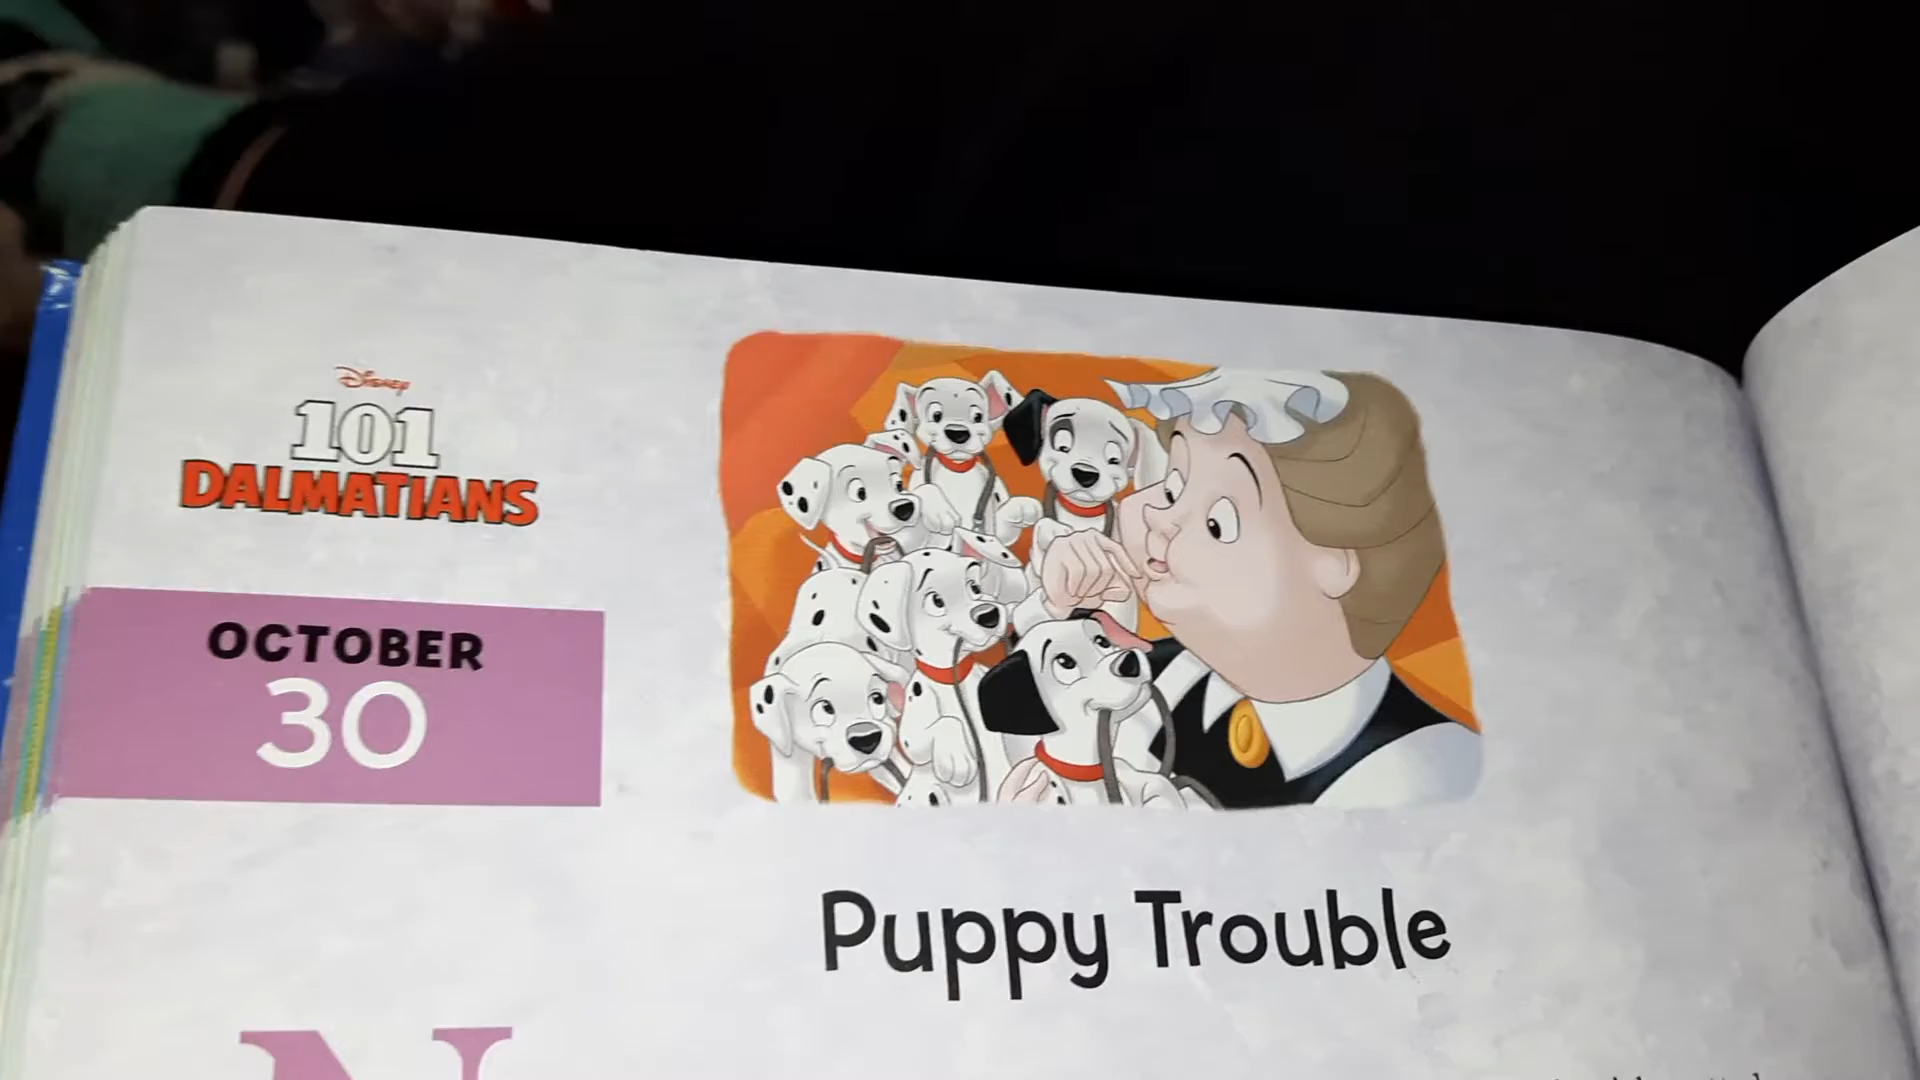 Disney
101
DALMATIANS
OCTOBER
30
Puppy Trouble
N